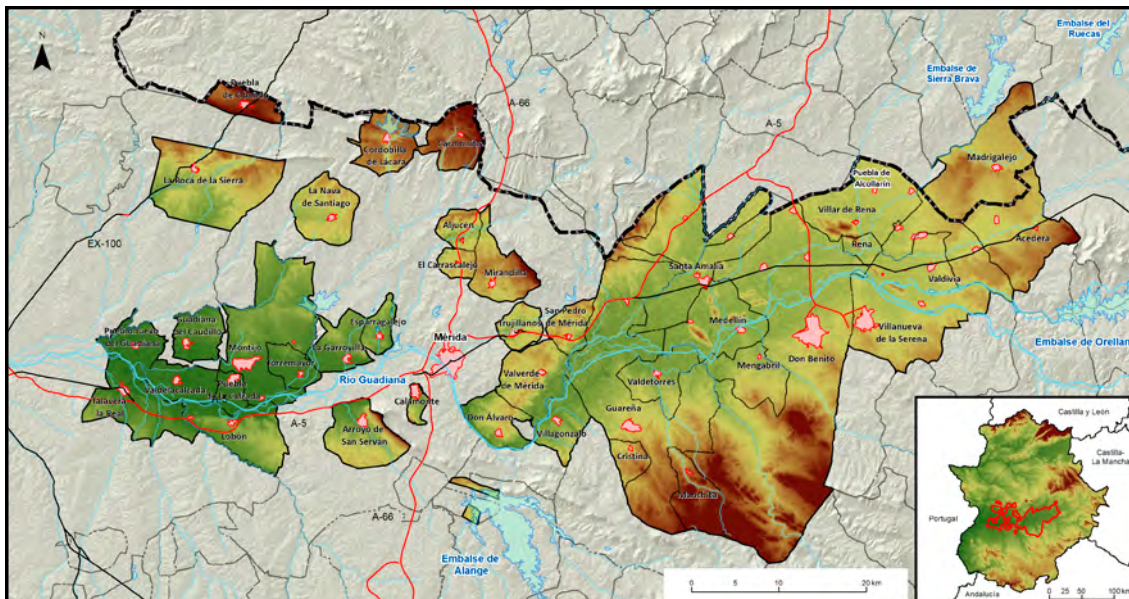 Embalse del
Ruecas
N
Embalse de
Sierra Brava
Puebla
A-66
A-5
Cordobilla
de Lácara
Carmonita
Madrigalejo
La Roca de la Sierra
Puebla de
Alcollarín
La Nava
de Santiago
Villar de Rena
Aljucén
Acedera
EX-100
Rena
El Carrascalejo
Mirandilla
Santa Amalia
Valdivia
San Pedro
de Mérida
Guadiana
del Caudillo
Esparragalejo
Trujillanos
Medellín
Pueblonuevo
del Guadiana
Villanueva
de la Serena
Montijo
La Garrovilla
Mérida
Embalse de Orellana
Torremayor
Don Benito
Mengabril
Río Guadiana
Valverde
de Mérida
Valdelacalzada
Puebla
de la Calzada
Valdetorres
Talavera
la Real
Calamonte
Guareña
A-5
Arroyo de
San Serván
Don Álvaro
Villagonzalo
Lobón
Cristina
Manchita
A-66
Embalse de
Alange
0 5 10 20 km
Castilla y León
Castilla-
La Mancha
Portugal
Andalucía
0 25 50 100 km